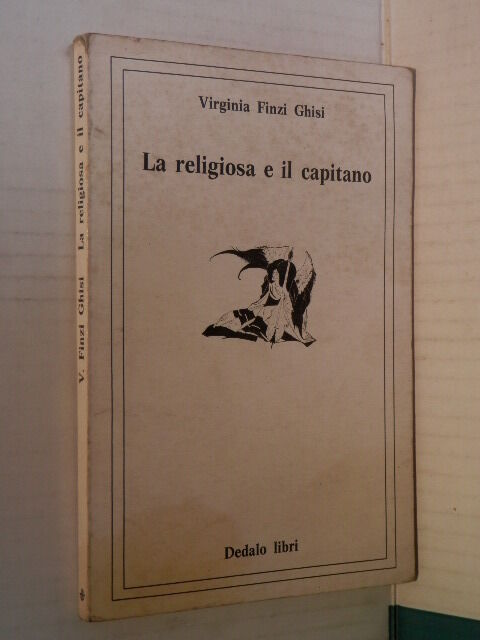 Virginia Finzi Ghisi
La religiosa e il capitano
Dedalo libri
V. Finzi Ghisi La religiosa e il capitano